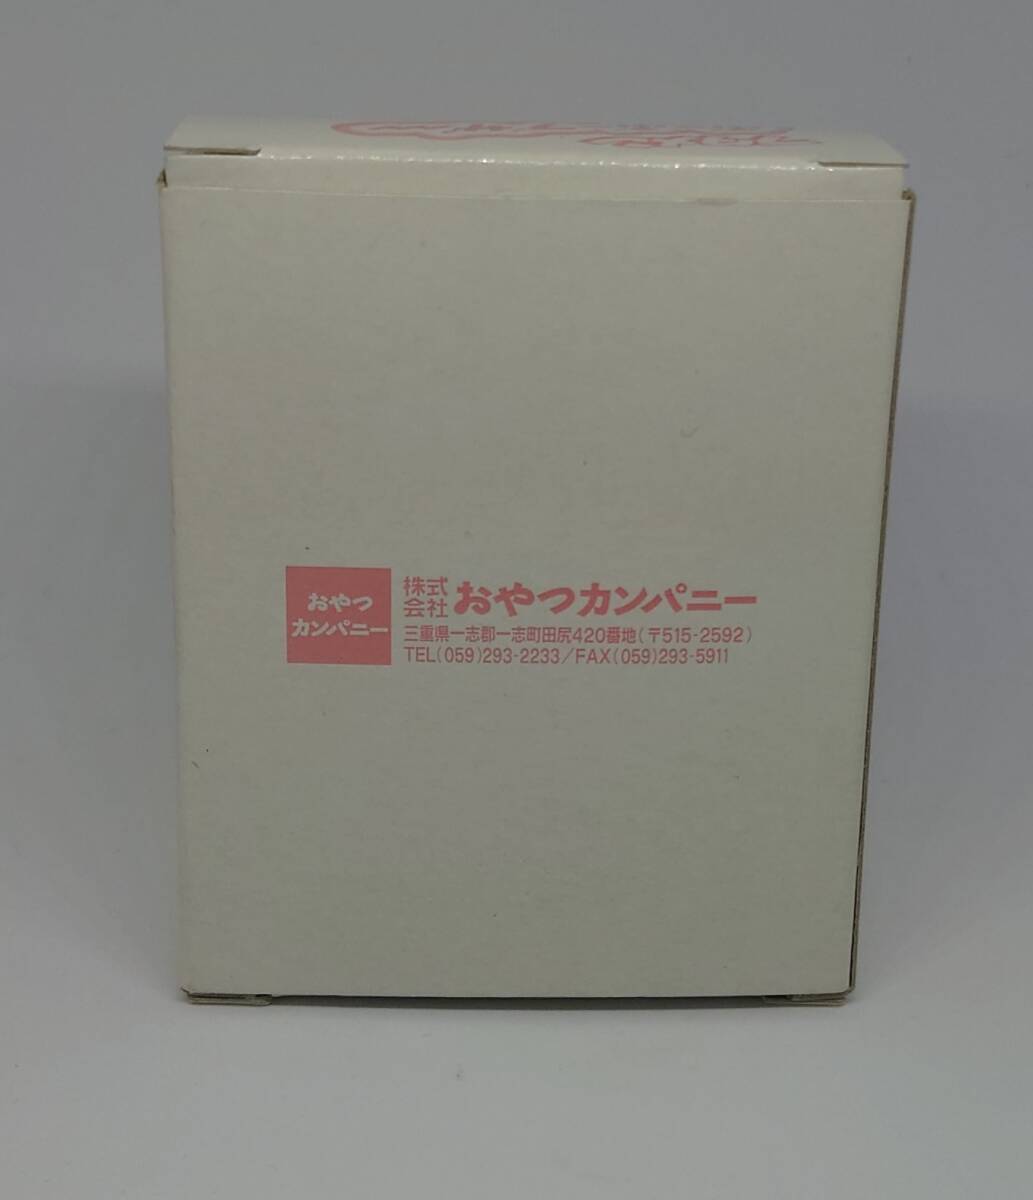 おやつ
カンパニー
株式会社 おやつカンパニー
三重県一志郡一志町田尻420番地(〒515-2592)
TEL(059)293-2233/FAX(059)293-5911